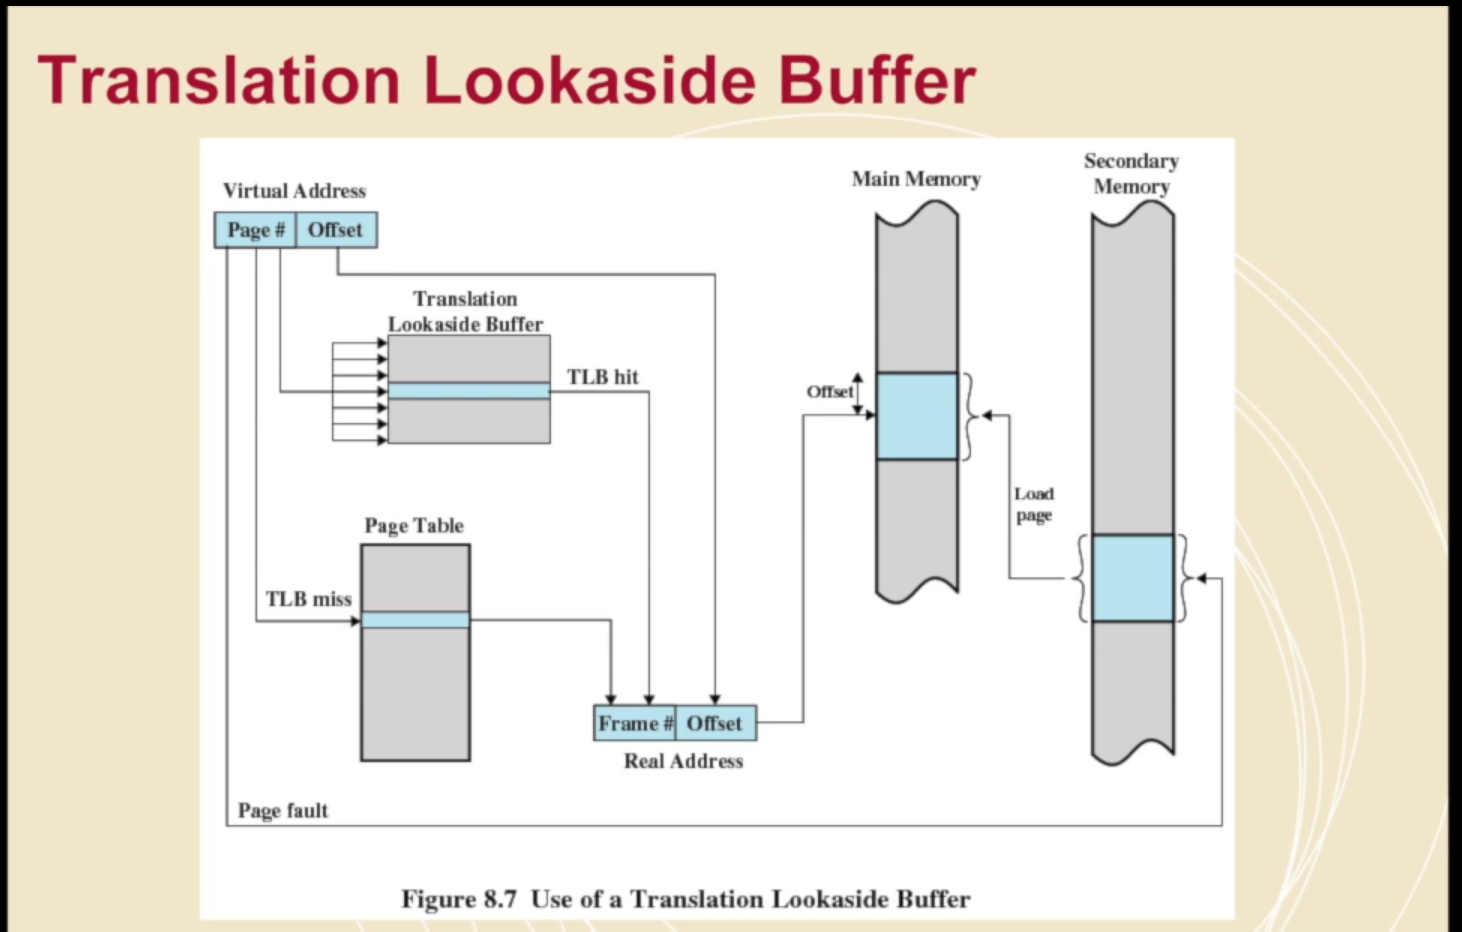 Translation Lookaside Buffer
Virtual Address
Page #
Offset
Translation
Lookaside Buffer
TLB hit
Page Table
TLB miss
Frame #
Offset
Real Address
Page fault
Main Memory
Offset
Load
page
Secondary
Memory
Figure 8.7 Use of a Translation Lookaside Buffer